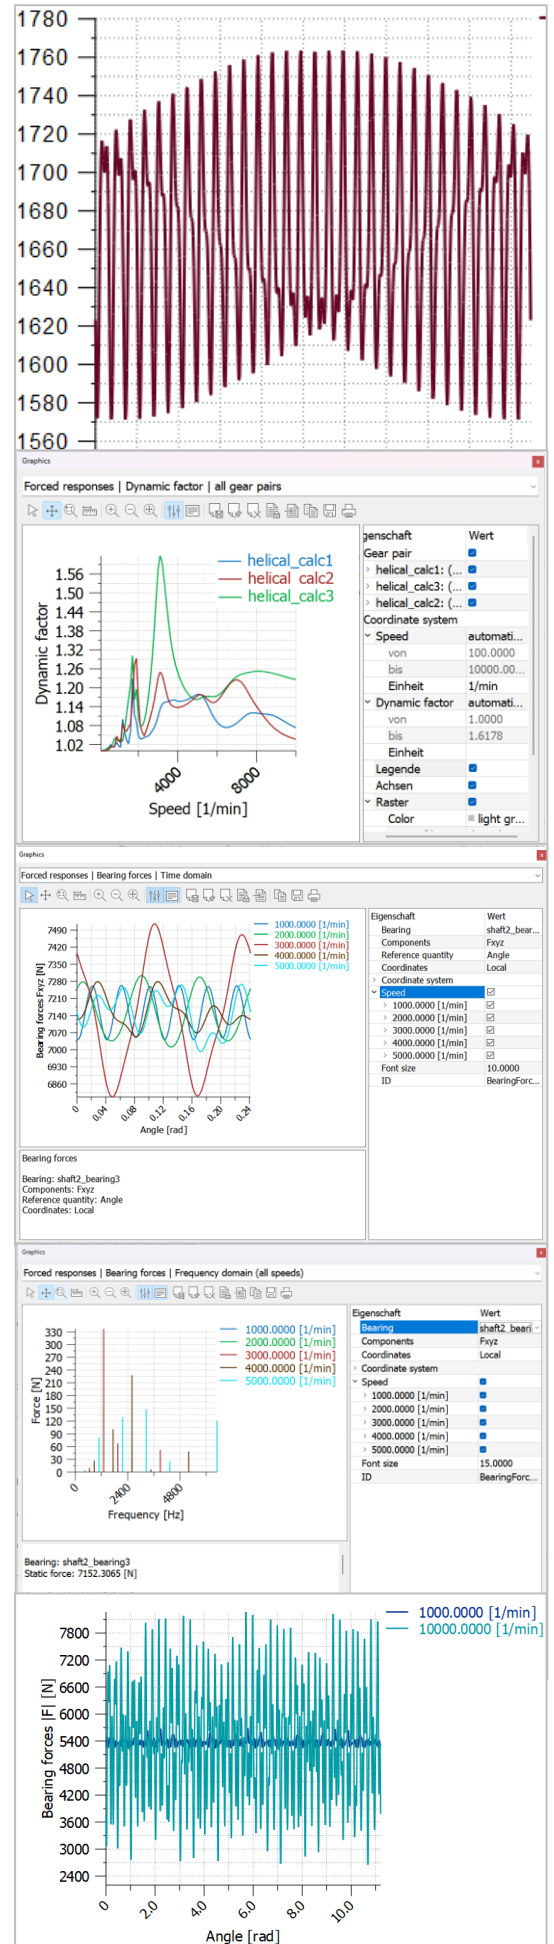 1780
1760
1740
1720
1700
1680
1660
1640
1620
1600
1580
1560
Graphics
Forced responses | Dynamic factor | all gear pairs
helical_calc1
helical_calc2
helical_calc3
1.56
1.50
1.44
1.38
1.32
1.26
1.20
1.14
1.08
1.02
Dynamic factor
4000
8000
Speed [1/min]
genschaft Wert
Gear pair
helical_calc1: (...
helical_calc3: (...
helical_calc2: (...
Coordinate system
Speed automati...
von 100.0000
bis 10000.00...
Einheit 1/min
Dynamic factor automati...
von 1.0000
bis 1.6178
Einheit
Legende
Achsen
Raster
Color light gr...
Graphics
Forced responses | Bearing forces | Time domain
7490
7420
7350
7280
7210
7140
7070
7000
6930
6860
Bearing forces Fxyz [N]
0
0.04
0.08
0.12
0.16
0.20
0.24
Angle [rad]
1000.0000 [1/min]
2000.0000 [1/min]
3000.0000 [1/min]
4000.0000 [1/min]
5000.0000 [1/min]
Eigenschaft Wert
Bearing shaft2_bear...
Components Fxyz
Reference quantity Angle
Coordinates Local
Coordinate system
Speed
1000.0000 [1/min]
2000.0000 [1/min]
3000.0000 [1/min]
4000.0000 [1/min]
5000.0000 [1/min]
Font size 10.0000
ID BearingForc...
Bearing forces
Bearing: shaft2_bearing3
Components: Fxyz
Reference quantity: Angle
Coordinates: Local
Graphics
Forced responses | Bearing forces | Frequency domain (all speeds)
330
300
270
240
210
180
150
120
90
60
30
0
Force [N]
0
2400
4800
Frequency [Hz]
1000.0000 [1/min]
2000.0000 [1/min]
3000.0000 [1/min]
4000.0000 [1/min]
5000.0000 [1/min]
Eigenschaft Wert
Bearing shaft2_beari
Components Fxyz
Coordinates Local
Coordinate system
Speed
1000.0000 [1/min]
2000.0000 [1/min]
3000.0000 [1/min]
4000.0000 [1/min]
5000.0000 [1/min]
Font size 15.0000
ID BearingForc...
Bearing: shaft2_bearing3
Static force: 7152.3065 [N]
1000.0000 [1/min]
10000.0000 [1/min]
7800
7200
6600
6000
5400
4800
4200
3600
3000
2400
Bearing forces |F| [N]
0
2.0
4.0
6.0
8.0
10.0
Angle [rad]